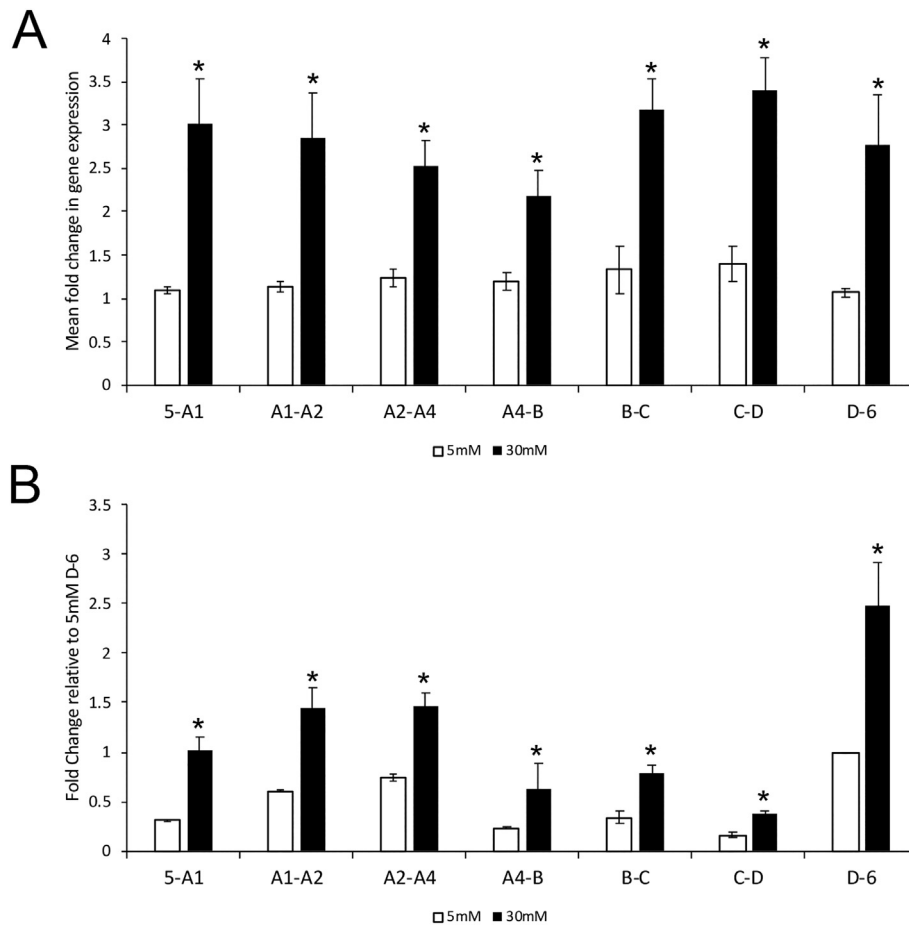 A
Mean fold change in gene expression
4
3.5
3
2.5
2
1.5
1
0.5
0
* * * * * * *
5-A1 A1-A2 A2-A4 A4-B B-C C-D D-6
5mM 30mM
B
Fold Change relative to 5mM D-6
3.5
3
2.5
2
1.5
1
0.5
0
* * * * * * *
5-A1 A1-A2 A2-A4 A4-B B-C C-D D-6
5mM 30mM